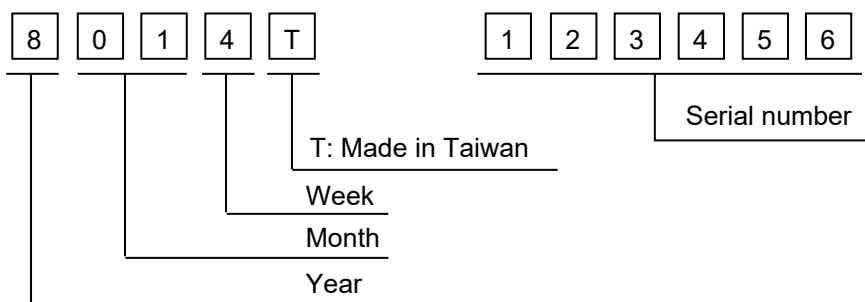 8 0 1 4 T 1 2 3 4 5 6
Serial number
T: Made in Taiwan
Week
Month
Year